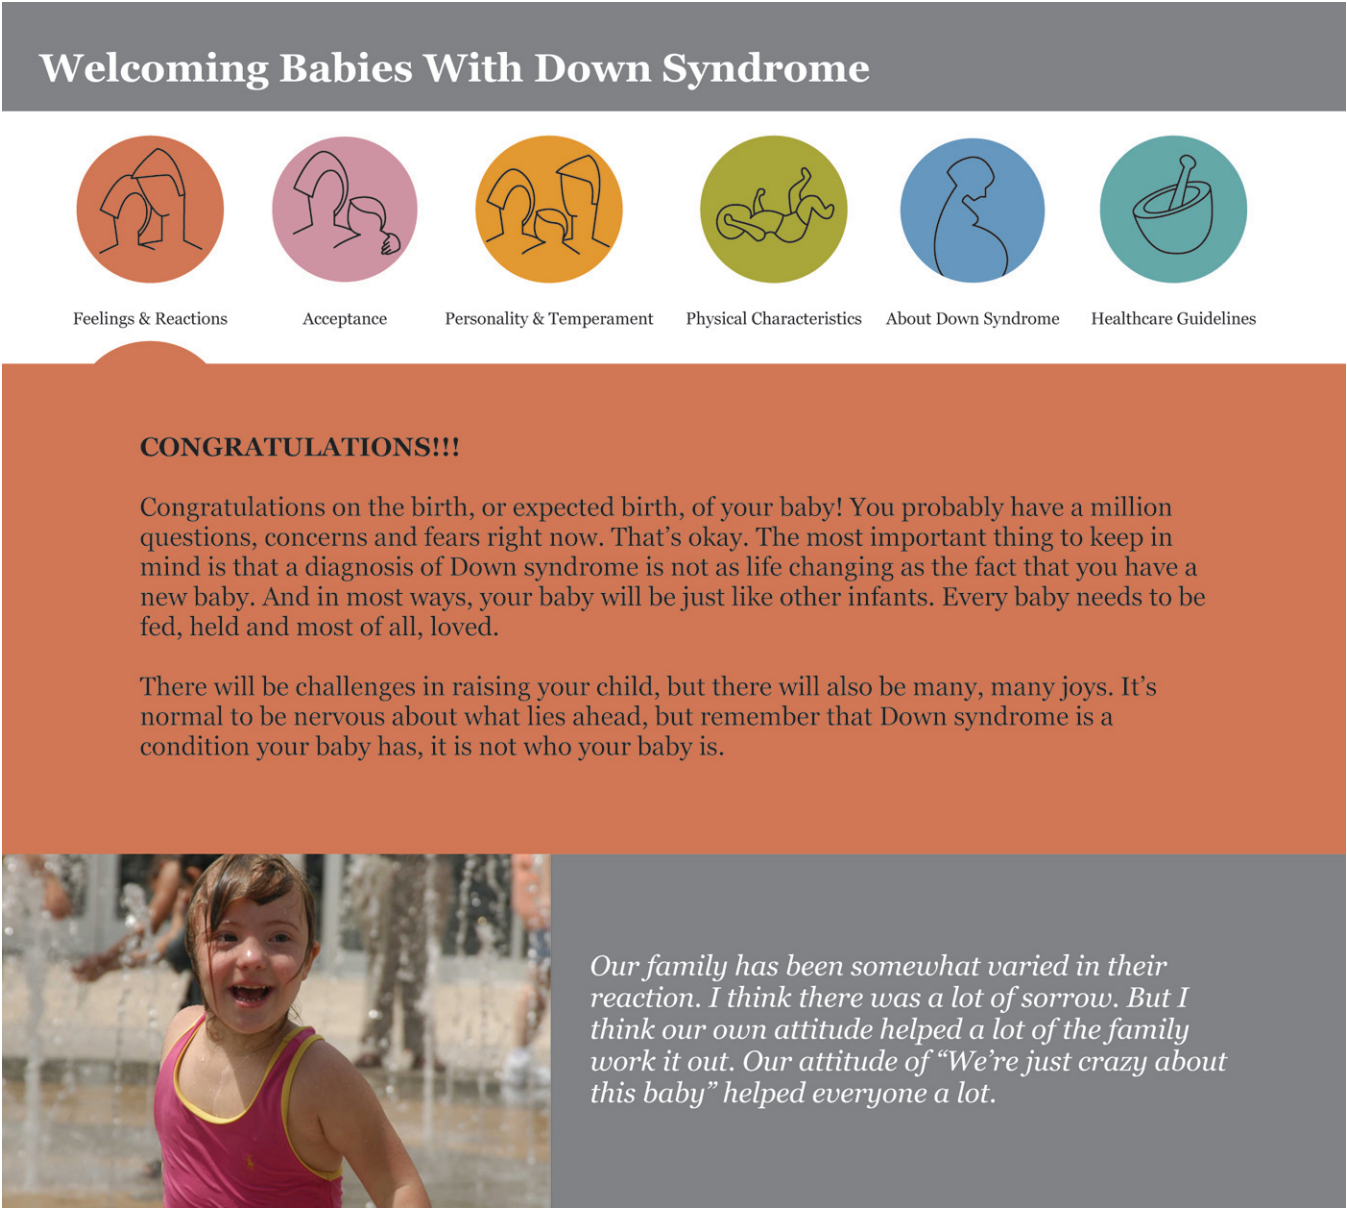 Welcoming Babies With Down Syndrome
Feelings & Reactions
Acceptance
Personality & Temperament
Physical Characteristics
About Down Syndrome
Healthcare Guidelines
CONGRATULATIONS!!!
Congratulations on the birth, or expected birth, of your baby! You probably have a million
questions, concerns and fears right now. That’s okay. The most important thing to keep in
mind is that a diagnosis of Down syndrome is not as life changing as the fact that you have a
new baby. And in most ways, your baby will be just like other infants. Every baby needs to be
fed, held and most of all, loved.
There will be challenges in raising your child, but there will also be many, many joys. It’s
normal to be nervous about what lies ahead, but remember that Down syndrome is a
condition your baby has, it is not who your baby is.
Our family has been somewhat varied in their
reaction. I think there was a lot of sorrow. But I
think our own attitude helped a lot of the family
work it out. Our attitude of “We’re just crazy about
this baby” helped everyone a lot.